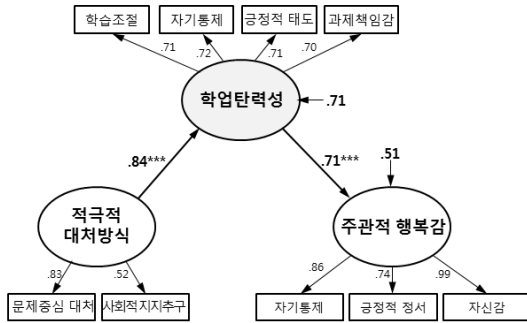 학습조절 자기통제 긍정적 태도 과제책임감
.71 .72 .71 .70
학업탄력성
.71
.84*** .71*** .51
적극적
대처방식
주관적 행복감
.83 .52 .86 .74 .99
문제중심 대처 사회적지지추구 자기통제 긍정적 정서 자신감